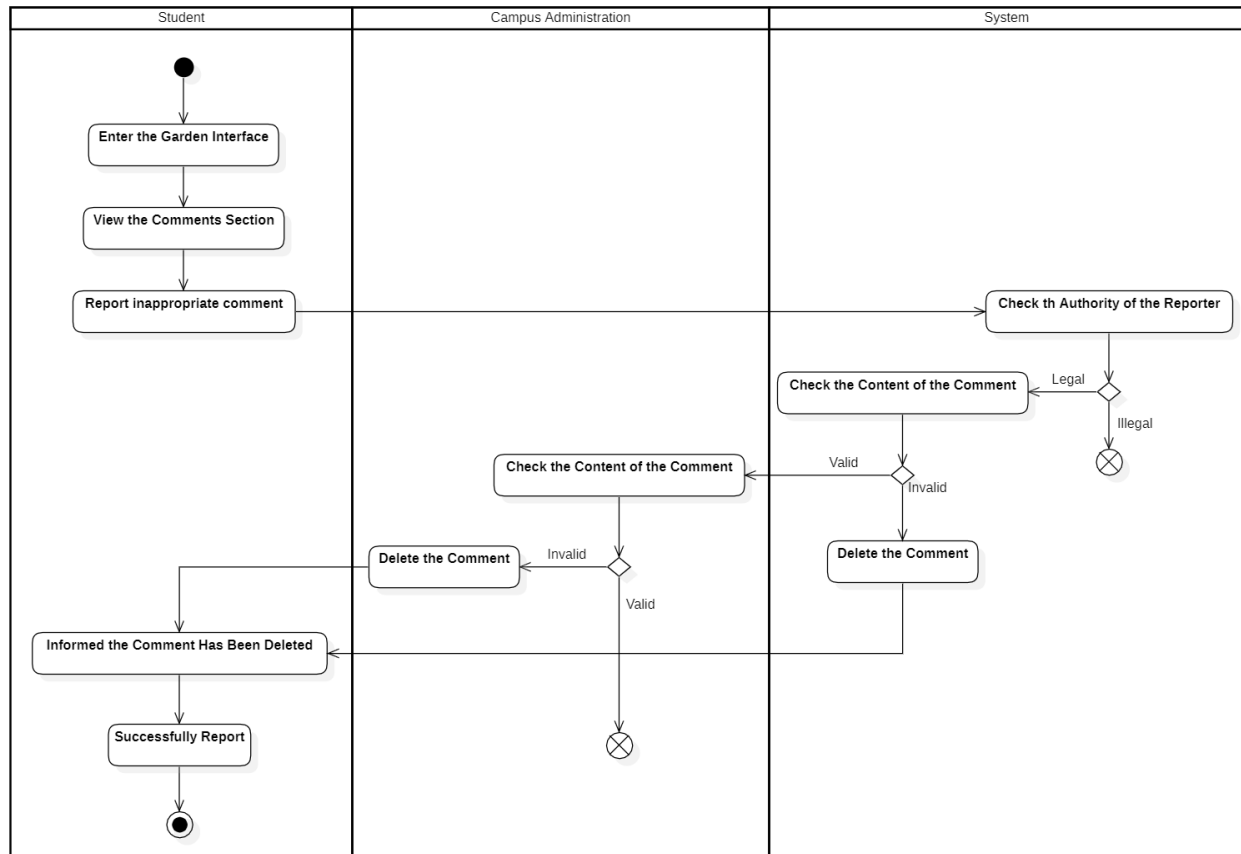 Student
Campus Administration
System
Enter the Garden Interface
View the Comments Section
Report inappropriate comment
Check th Authority of the Reporter
Check the Content of the Comment
Legal
Illegal
Check the Content of the Comment
Valid
Invalid
Delete the Comment
Invalid
Delete the Comment
Valid
Informed the Comment Has Been Deleted
Successfully Report